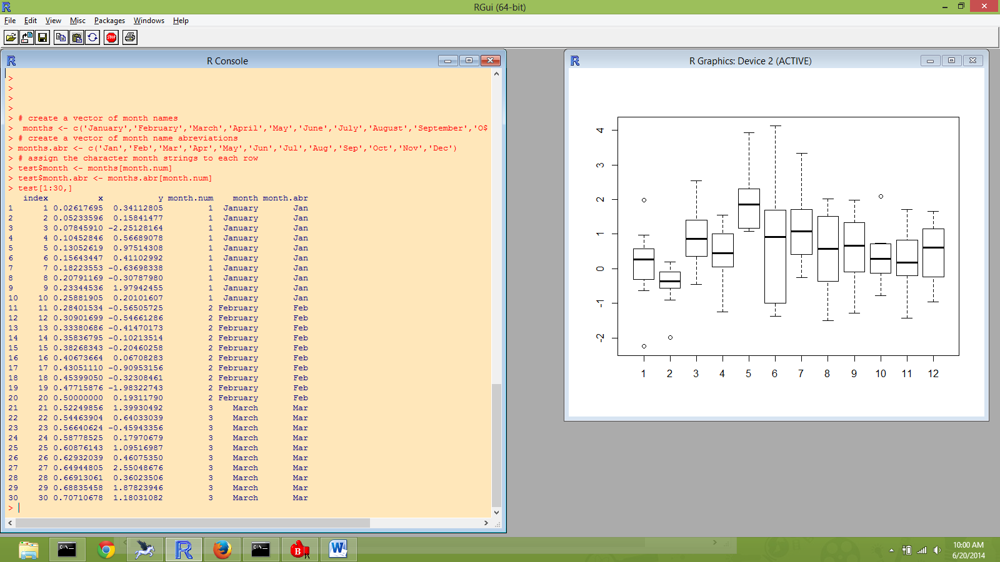 RGui (64-bit)
File Edit View Misc Packages Windows Help
STOP
R Console
>
>
>
>
> # create a vector of month names
>  months <- c('January','February','March','April','May','June','July','August','September','O$
> # create a vector of month name abreviations
> months.abr <- c('Jan','Feb','Mar','Apr','May','Jun','Jul','Aug','Sep','Oct','Nov','Dec')
> # assign the character month strings to each row
> test$month <- months[month.num]
> test$month.abr <- months.abr[month.num]
> test[1:30,]
index x y month.num month month.abr
1 1 0.02617695 0.34112805 1 January Jan
2 2 0.05233596 0.15841477 1 January Jan
3 3 0.07845910 -2.25128164 1 January Jan
4 4 0.10452846 0.56689078 1 January Jan
5 5 0.13052619 0.97514308 1 January Jan
6 6 0.15643447 0.41102992 1 January Jan
7 7 0.18223553 -0.63698338 1 January Jan
8 8 0.20791169 -0.30787980 1 January Jan
9 9 0.23344536 1.97942455 1 January Jan
10 10 0.25881905 0.20101607 1 January Jan
11 11 0.28401534 -0.56505725 2 February Feb
12 12 0.30901699 -0.54661286 2 February Feb
13 13 0.33380686 -0.41470173 2 February Feb
14 14 0.35836795 -0.10213514 2 February Feb
15 15 0.38268343 -0.20460258 2 February Feb
16 16 0.40673664 0.06708283 2 February Feb
17 17 0.43051110 -0.90953156 2 February Feb
18 18 0.45399050 -0.32308461 2 February Feb
19 19 0.47715876 -1.98322743 2 February Feb
20 20 0.50000000 0.19311790 2 February Feb
21 21 0.52249856 1.39930492 3 March Mar
22 22 0.54463904 0.64033039 3 March Mar
23 23 0.56640624 -0.45943356 3 March Mar
24 24 0.58778525 0.17970679 3 March Mar
25 25 0.60876143 1.09516987 3 March Mar
26 26 0.62932039 0.46075350 3 March Mar
27 27 0.64944805 2.55048676 3 March Mar
28 28 0.66913061 0.36023506 3 March Mar
29 29 0.68835458 1.87823946 3 March Mar
30 30 0.70710678 1.18031082 3 March Mar
>
R Graphics: Device 2 (ACTIVE)
4
3
2
1
0
-1
-2
1 2 3 4 5 6 7 8 9 10 11 12
C:\_ R C:\_ B W
10:00 AM
6/20/2014